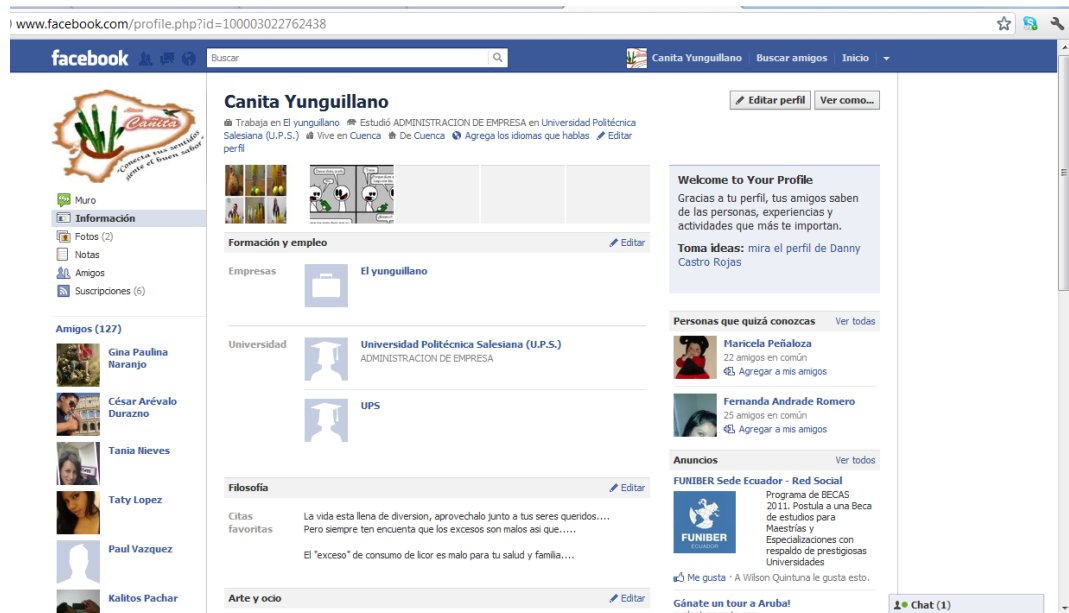 www.facebook.com/profile.php?id=100003022762438
facebook
Buscar
Canita Yunguillano
Buscar amigos
Inicio
Cañita
"Conecta tus sentidos
siente el buen sabor"
Muro
Información
Fotos (2)
Notas
Amigos
Suscripciones (6)
Amigos (127)
Gina Paulina
Naranjo
César Arévalo
Durazno
Tania Nieves
Taty Lopez
Paul Vazquez
Kalitos Pachar
Canita Yunguillano
Trabaja en El yunguillano Estudió ADMINISTRACION DE EMPRESA en Universidad Politécnica
Salesiana (U.P.S.) Vive en Cuenca De Cuenca Agrega los idiomas que hablas Editar
perfil
Editar perfil
Ver como...
Formación y empleo
Editar
Empresas
El yunguillano
Universidad
Universidad Politécnica Salesiana (U.P.S.)
ADMINISTRACION DE EMPRESA
UPS
Filosofía
Editar
Citas
favoritas
La vida esta llena de diversion, aprovechalo junto a tus seres queridos....
Pero siempre ten encuenta que los excesos son malos asi que.....
El "exceso" de consumo de licor es malo para tu salud y familia....
Arte y ocio
Editar
Welcome to Your Profile
Gracias a tu perfil, tus amigos saben
de las personas, experiencias y
actividades que más te importan.
Toma ideas: mira el perfil de Danny
Castro Rojas
Personas que quizá conozcas
Ver todas
Maricela Peñaloza
22 amigos en común
Agregar a mis amigos
Fernanda Andrade Romero
25 amigos en común
Agregar a mis amigos
Anuncios
Ver todos
FUNIBER Sede Ecuador - Red Social
FUNIBER
ECUADOR
Programa de BECAS
2011. Postula a una Beca
de estudios para
Maestrías y
Especializaciones con
respaldo de prestigiosas
Universidades
Me gusta · A Wilson Quintuna le gusta esto.
Gánate un tour a Aruba!
Chat (1)